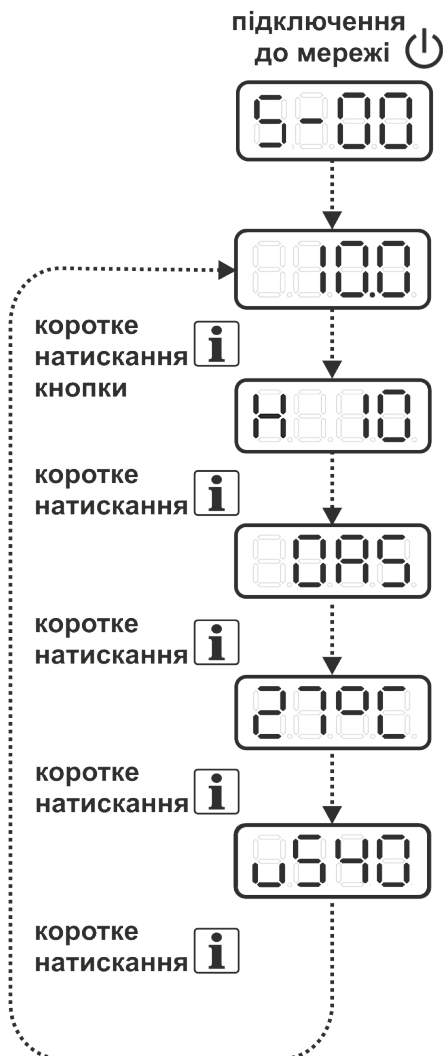 підключення
до мережі
S-00
10.0
коротке
натискання i
кнопки
H 10
коротке
натискання i
0A5
коротке
натискання i
27°C
коротке
натискання i
u540
коротке
натискання i